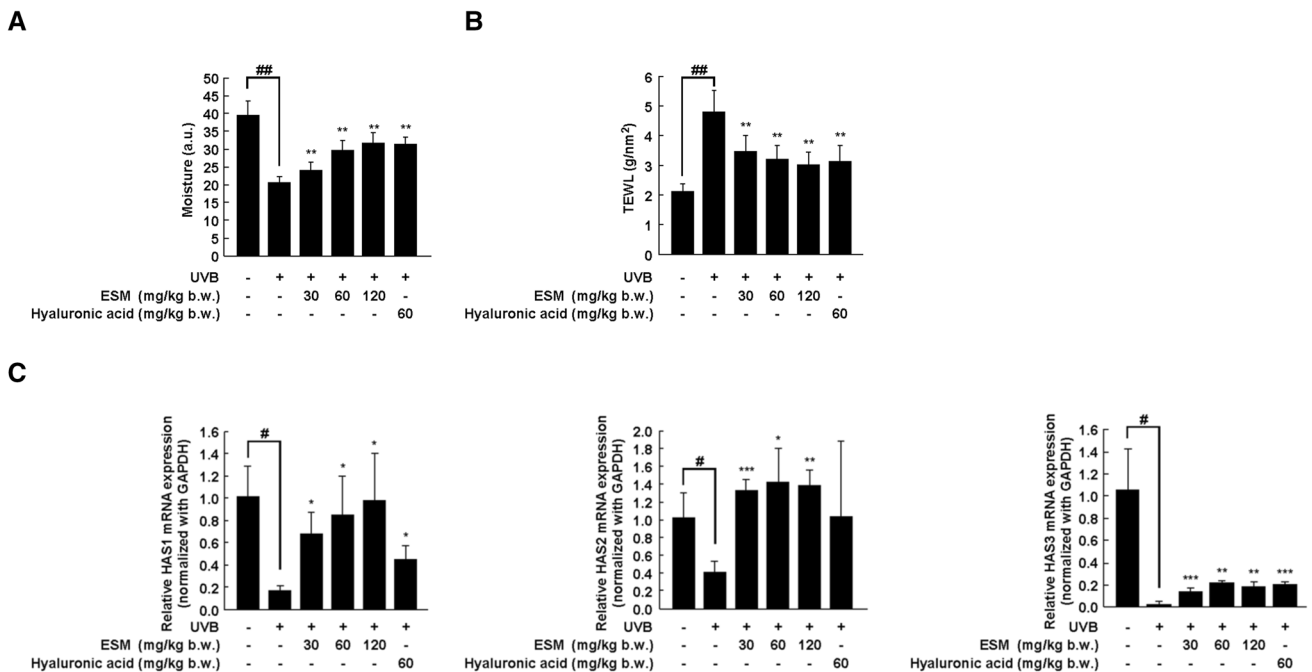 A
##
50
45
40
35
30
25
20
15
10
5
0
Moisture (a.u.)
** ** ** **
UVB - + + + + +
ESM (mg/kg b.w.) - - 30 60 120 -
Hyaluronic acid (mg/kg b.w.) - - - - - 60
B
##
6
5
4
3
2
1
0
TEWL (g/nm²)
** ** ** **
UVB - + + + + +
ESM (mg/kg b.w.) - - 30 60 120 -
Hyaluronic acid (mg/kg b.w.) - - - - - 60
C
Relative HAS1 mRNA expression
(normalized with GAPDH)
1.6
1.4
1.2
1.0
0.8
0.6
0.4
0.2
0.0
#
* * * *
UVB - + + + + +
ESM (mg/kg b.w.) - - 30 60 120 -
Hyaluronic acid (mg/kg b.w.) - - - - - 60
Relative HAS2 mRNA expression
(normalized with GAPDH)
2.0
1.8
1.6
1.4
1.2
1.0
0.8
0.6
0.4
0.2
0.0
#
*** * **
UVB - + + + + +
ESM (mg/kg b.w.) - - 30 60 120 -
Hyaluronic acid (mg/kg b.w.) - - - - - 60
Relative HAS3 mRNA expression
(normalized with GAPDH)
1.6
1.4
1.2
1.0
0.8
0.6
0.4
0.2
0.0
#
*** ** ** ***
UVB - + + + + +
ESM (mg/kg b.w.) - - 30 60 120 -
Hyaluronic acid (mg/kg b.w.) - - - - - 60